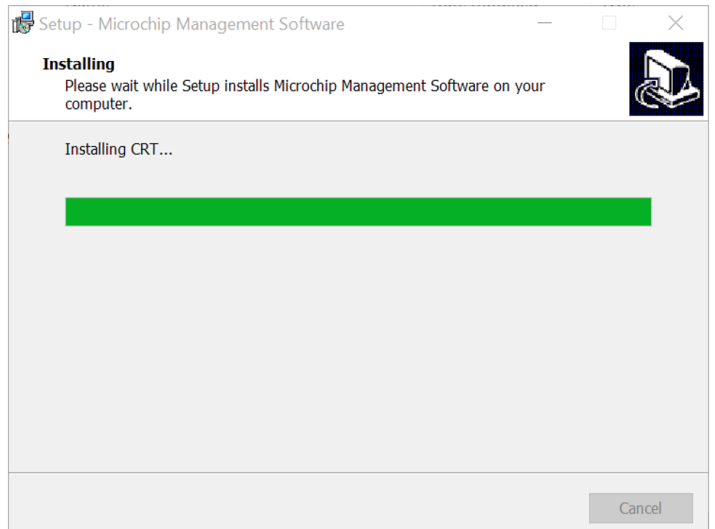 Setup - Microchip Management Software
Installing
Please wait while Setup installs Microchip Management Software on your
computer.
Installing CRT...
Cancel